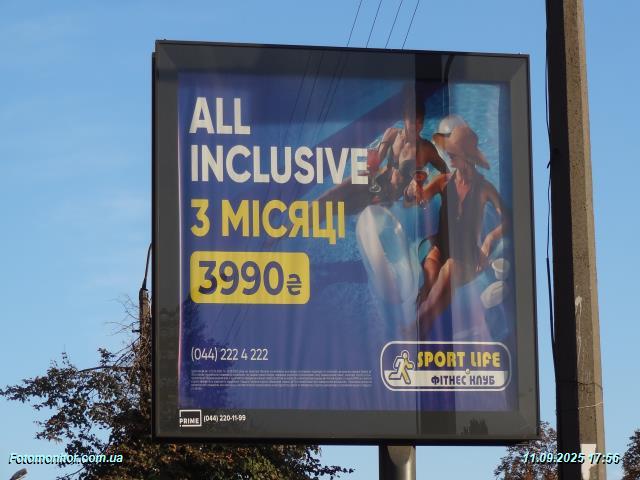 ALL
INCLUSIVE
3 МІСЯЦІ
3990₴
(044) 222 4 222
SPORT LIFE
ФІТНЕС КЛУБ
PRIME (044) 220-11-99
Fotomonitor.com.ua
11.09.2025 17:56